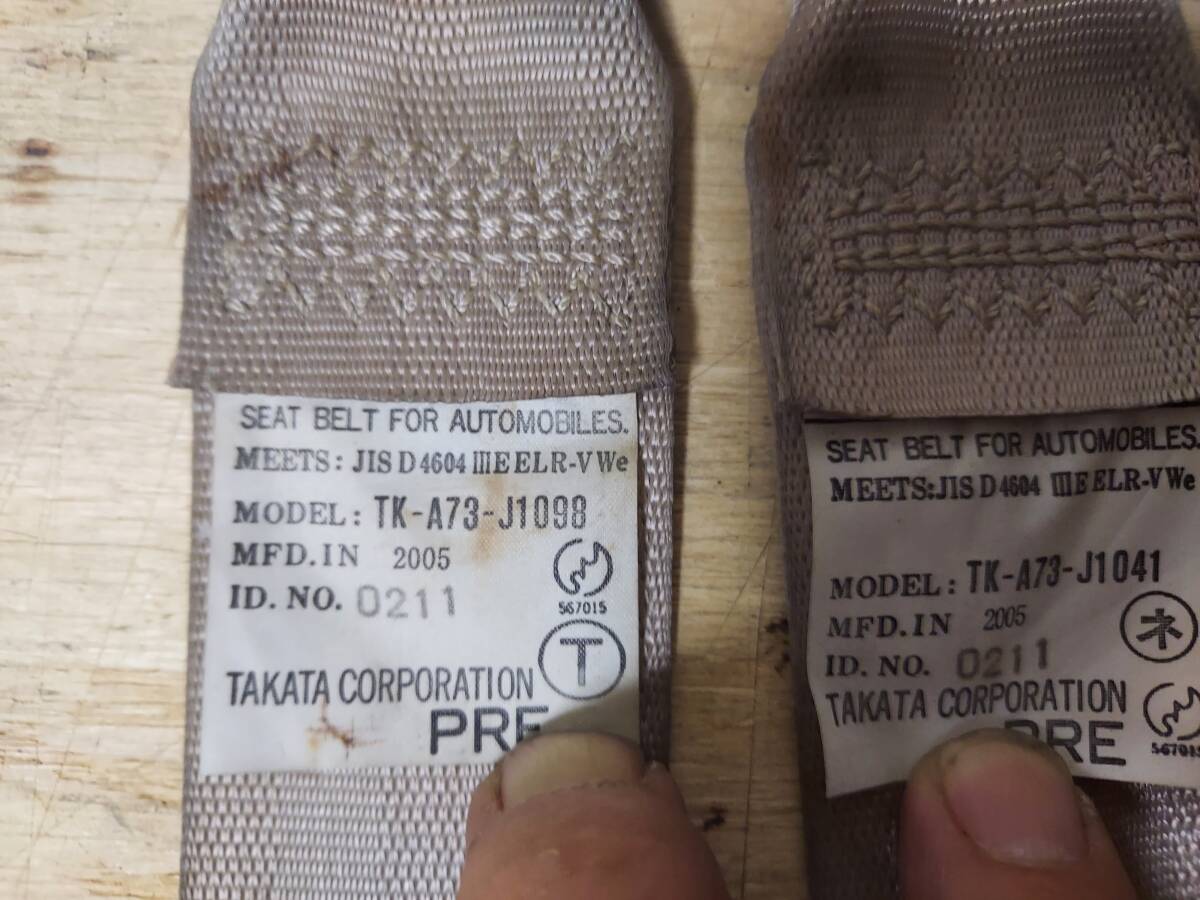 SEAT BELT FOR AUTOMOBILES.
MEETS: JIS D 4604 ⅢE ELR-V We
MODEL: TK-A73-J1098
MFD.IN 2005
ID. NO. 0211
567015
T
TAKATA CORPORATION
PRE
SEAT BELT FOR AUTOMOBILES.
MEETS:JIS D 4604 ⅢE ELR-V We
MODEL: TK-A73-J1041
MFD.IN 2005
ネ
ID. NO. 0211
TAKATA CORPORATION
PRE
567015